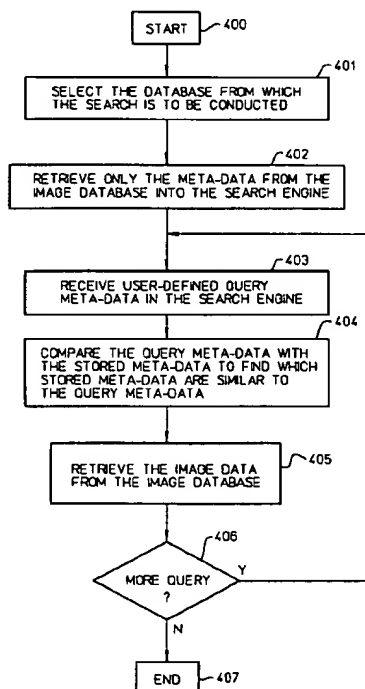 START
400
401
SELECT THE DATABASE FROM WHICH
THE SEARCH IS TO BE CONDUCTED
402
RETRIEVE ONLY THE META-DATA FROM THE
IMAGE DATABASE INTO THE SEARCH ENGINE
403
RECEIVE USER-DEFINED QUERY
META-DATA IN THE SEARCH ENGINE
404
COMPARE THE QUERY META-DATA WITH
THE STORED META-DATA TO FIND WHICH
STORED META-DATA ARE SIMILAR TO
THE QUERY META-DATA
405
RETRIEVE THE IMAGE DATA
FROM THE IMAGE DATABASE
406
MORE QUERY
?
Y
N
END
407